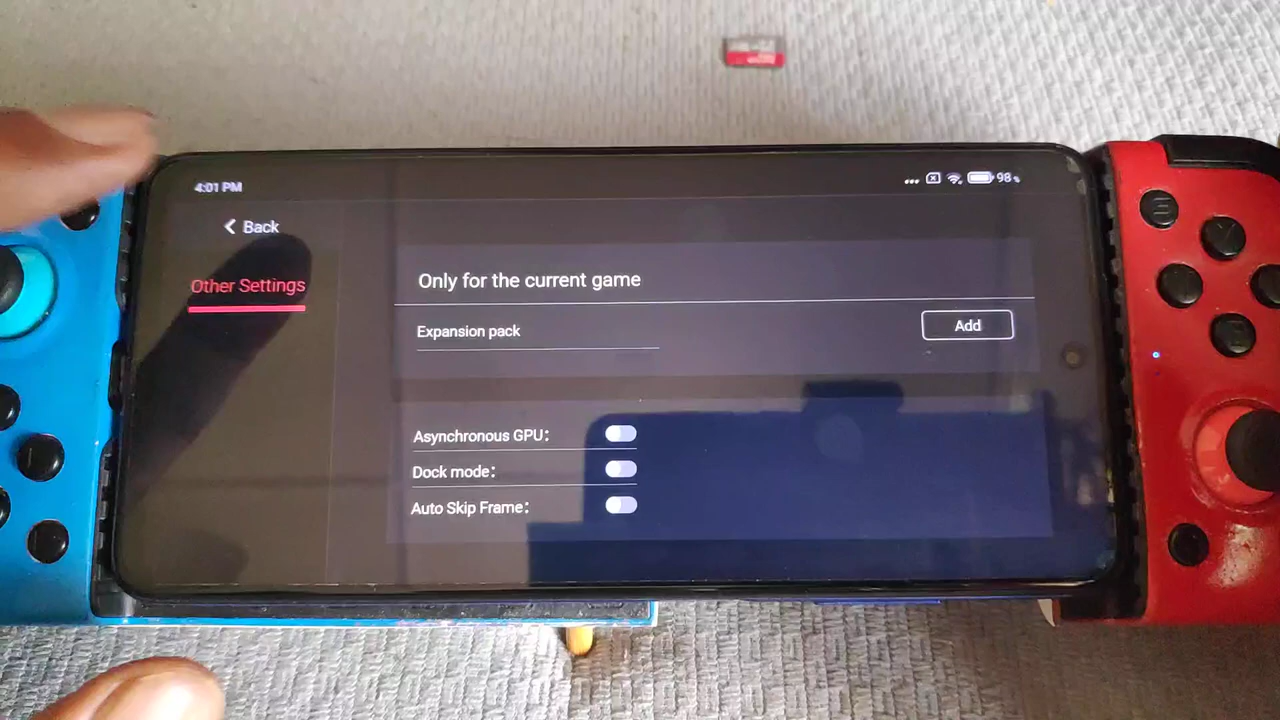 4:01 PM
98%
Back
Other Settings
Only for the current game
Expansion pack
Add
Asynchronous GPU:
Dock mode:
Auto Skip Frame:
Y